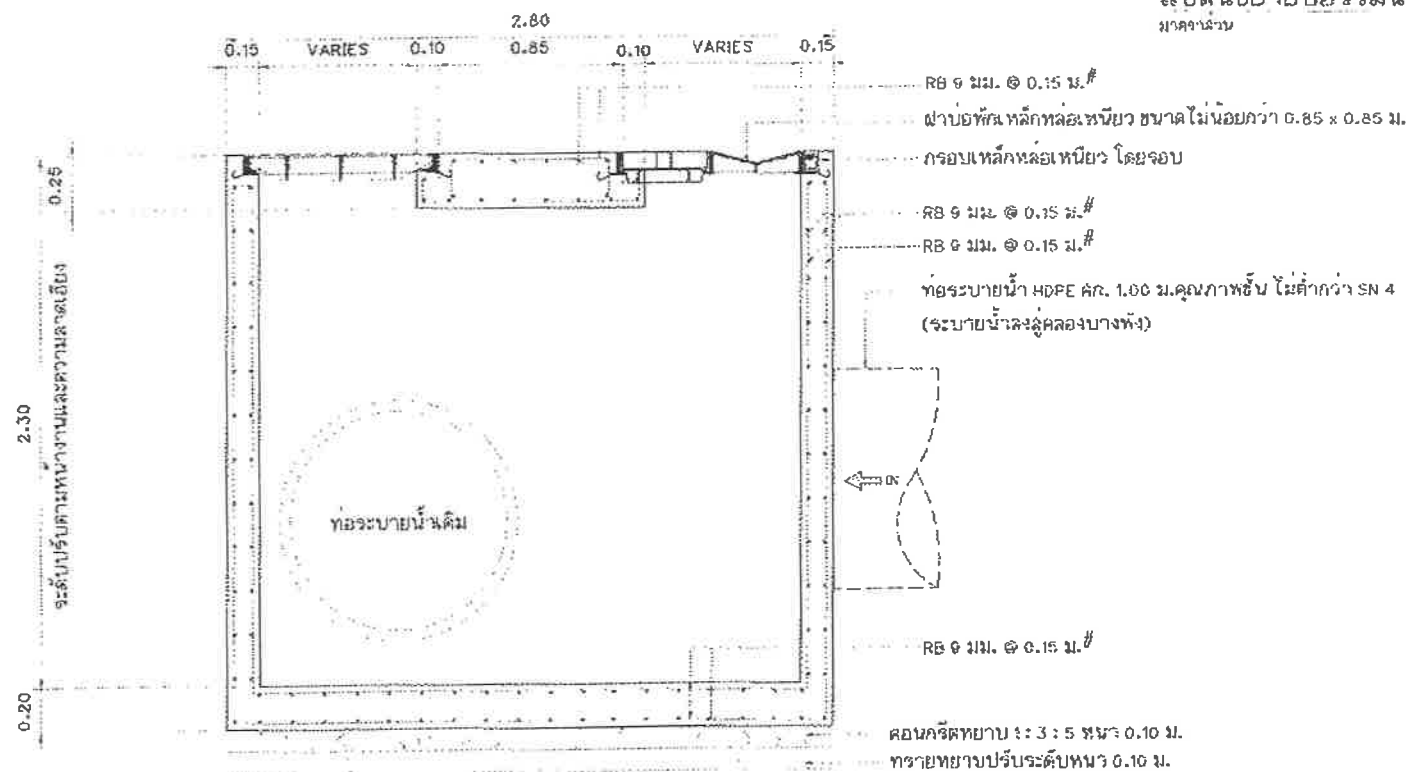 มาตราส่วน
2.80
0.15 VARIES 0.10 0.85 0.10 VARIES 0.15
RB 9 มม. @ 0.15 ม.#
ฝาบ่อพักเหล็กหล่อเหนียว ขนาดไม่น้อยกว่า 0.85 x 0.85 ม.
กรอบเหล็กหล่อเหนียว โดยรอบ
0.25
RB 9 มม. @ 0.15 ม.#
RB 9 มม. @ 0.15 ม.#
ท่อระบายน้ำ HDPE ศก. 1.00 ม.คุณภาพชั้น ไม่ต่ำกว่า SN 4
(ระบายน้ำลงสู่คลองบางพัง)
2.30
ระดับปรับตามหน้างานและความลาดเอียง
IN
ท่อระบายน้ำเดิม
RB 9 มม. @ 0.15 ม.#
0.20
คอนกรีตหยาบ 1 : 3 : 5 หนา 0.10 ม.
ทรายหยาบปรับระดับหนา 0.10 ม.